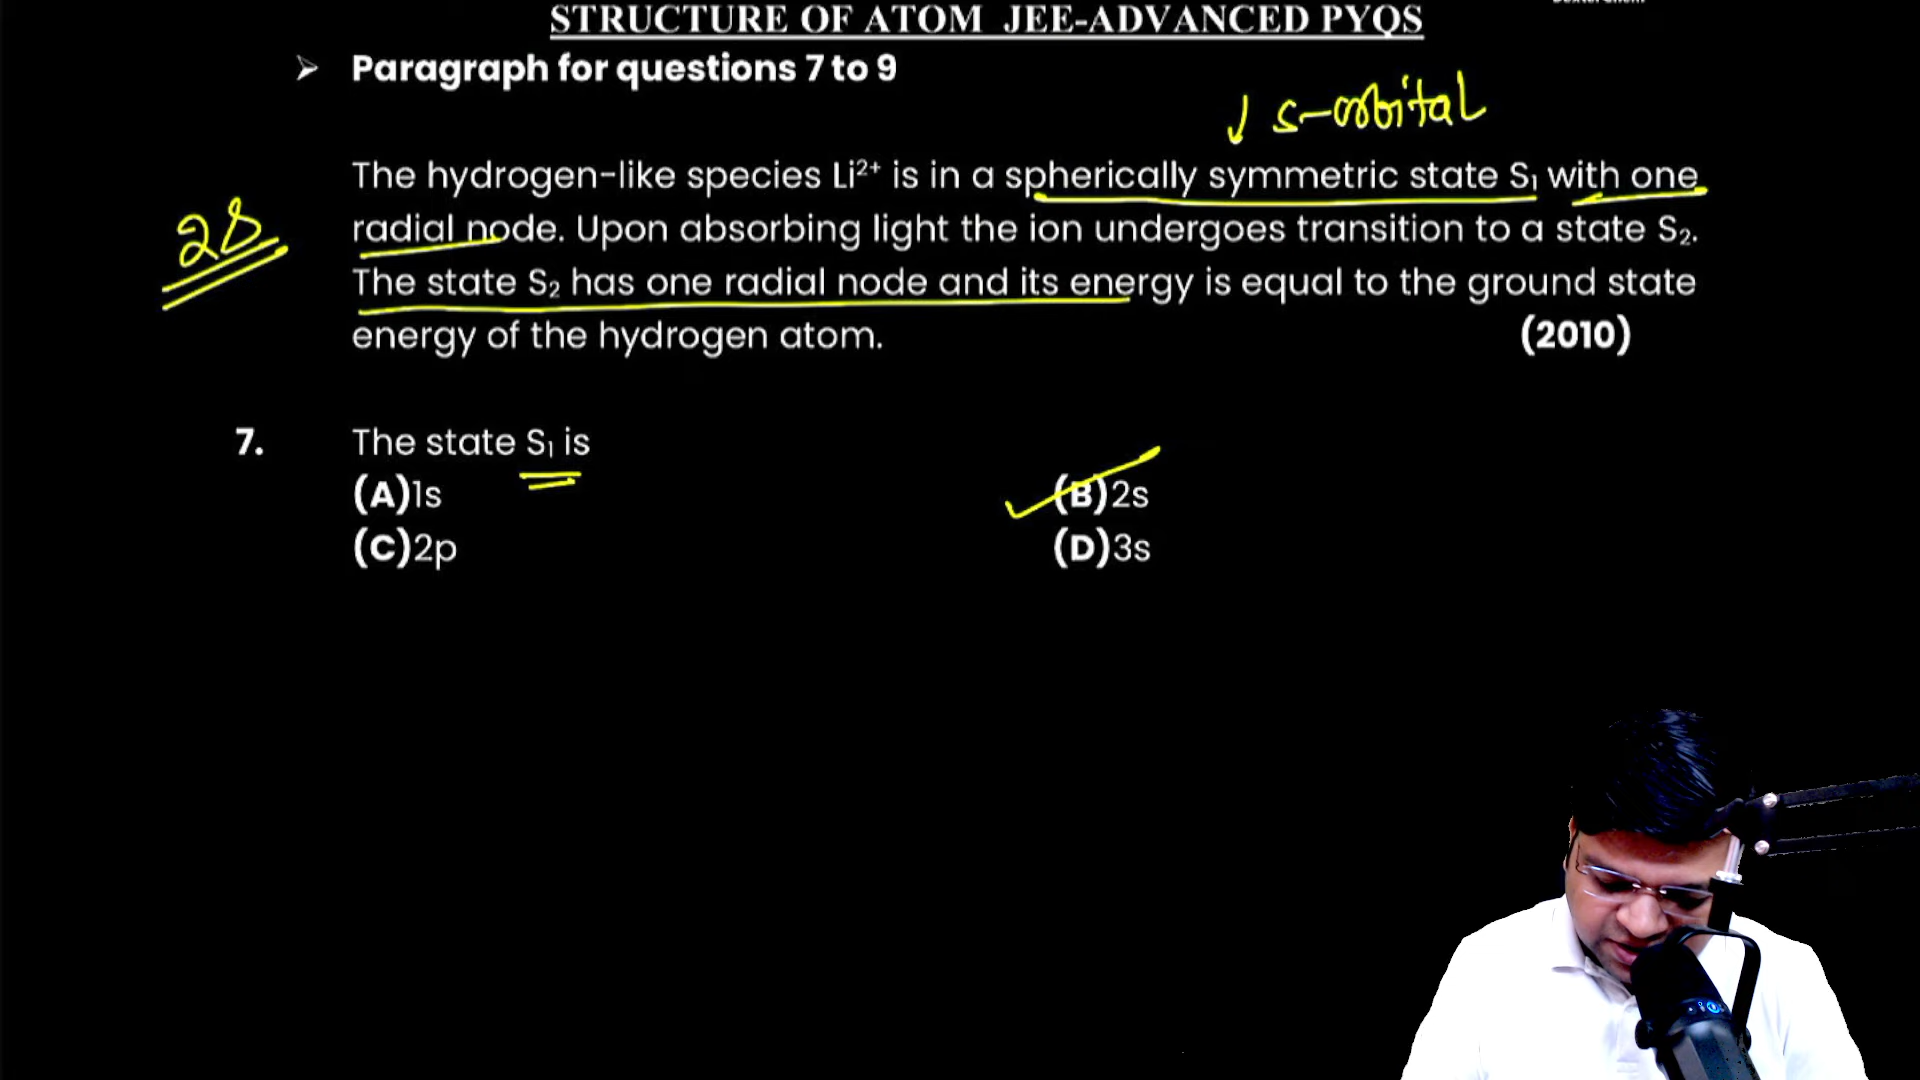 STRUCTURE OF ATOM JEE-ADVANCED PYQS
➢ Paragraph for questions 7 to 9
↓ s-orbital
The hydrogen-like species Li²⁺ is in a spherically symmetric state S₁ with one
2s
radial node. Upon absorbing light the ion undergoes transition to a state S₂.
The state S₂ has one radial node and its energy is equal to the ground state
energy of the hydrogen atom. (2010)
7. The state S₁ is
(A)1s (B)2s
(C)2p (D)3s